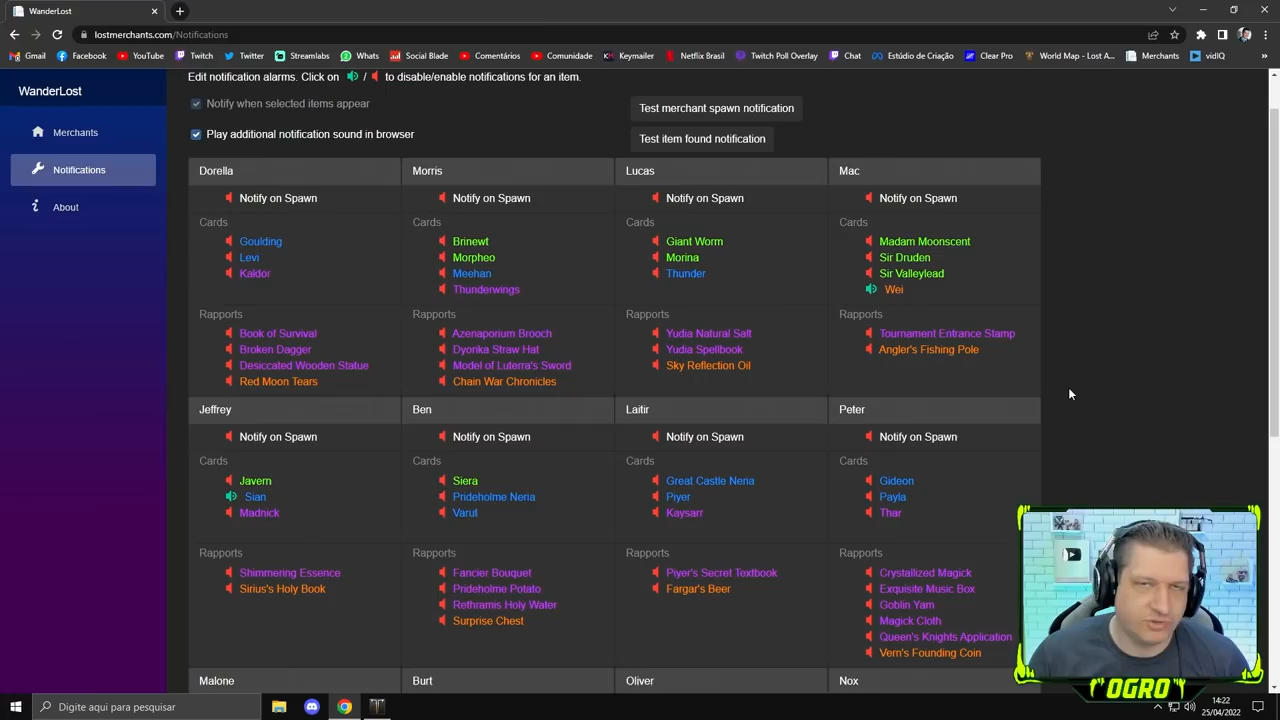 WanderLost
lostmerchants.com/Notifications
Gmail Facebook YouTube Twitch Twitter Streamlabs Whats Social Blade Comentários Comunidade Keymailer Netflix Brasil Twitch Poll Overlay Chat Estúdio de Criação Clear Pro World Map - Lost A... Merchants vidIQ
WanderLost
Merchants
Notifications
About
Edit notification alarms. Click on / to disable/enable notifications for an item.
Notify when selected items appear
Test merchant spawn notification
Play additional notification sound in browser
Test item found notification
Dorella
Notify on Spawn
Cards
Goulding
Levi
Kaldor
Rapports
Book of Survival
Broken Dagger
Desiccated Wooden Statue
Red Moon Tears
Morris
Notify on Spawn
Cards
Brinewt
Morpheo
Meehan
Thunderwings
Rapports
Azenaporium Brooch
Dyorika Straw Hat
Model of Luterra's Sword
Chain War Chronicles
Lucas
Notify on Spawn
Cards
Giant Worm
Morina
Thunder
Rapports
Yudia Natural Salt
Yudia Spellbook
Sky Reflection Oil
Mac
Notify on Spawn
Cards
Madam Moonscent
Sir Druden
Sir Valleylead
Wei
Rapports
Tournament Entrance Stamp
Angler's Fishing Pole
Jeffrey
Notify on Spawn
Cards
Javern
Sian
Madnick
Rapports
Shimmering Essence
Sirius's Holy Book
Ben
Notify on Spawn
Cards
Siera
Prideholme Neria
Varut
Rapports
Fancier Bouquet
Prideholme Potato
Rethramis Holy Water
Surprise Chest
Laitir
Notify on Spawn
Cards
Great Castle Neria
Piyer
Kaysarr
Rapports
Piyer's Secret Textbook
Fargar's Beer
Peter
Notify on Spawn
Cards
Gideon
Payla
Thar
Rapports
Crystallized Magick
Exquisite Music Box
Goblin Yam
Magick Cloth
Queen's Knights Application
Vern's Founding Coin
Malone
Burt
Oliver
Nox
OGRO
Digite aqui para pesquisar
14:22
25/04/2022